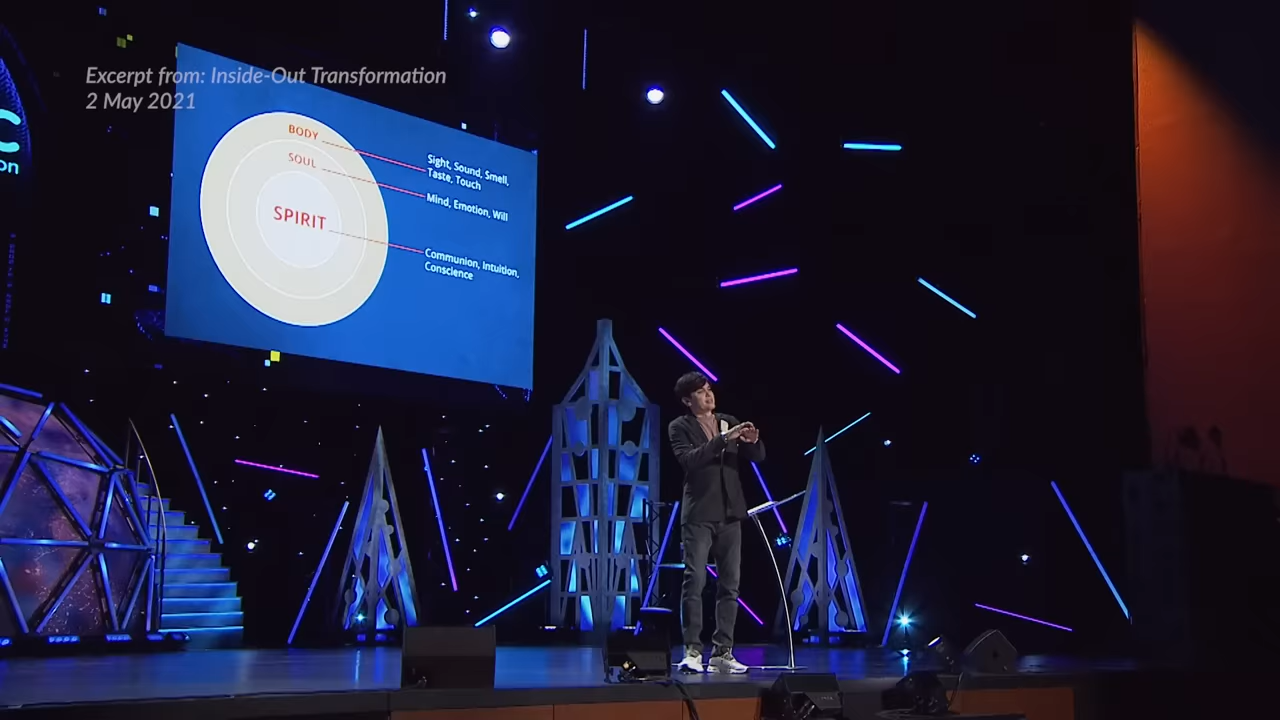 Excerpt from: Inside-Out Transformation
2 May 2021
BODY
Sight, Sound, Smell,
Taste, Touch
SOUL
Mind, Emotion, Will
SPIRIT
Communion, Intuition,
Conscience
C
on